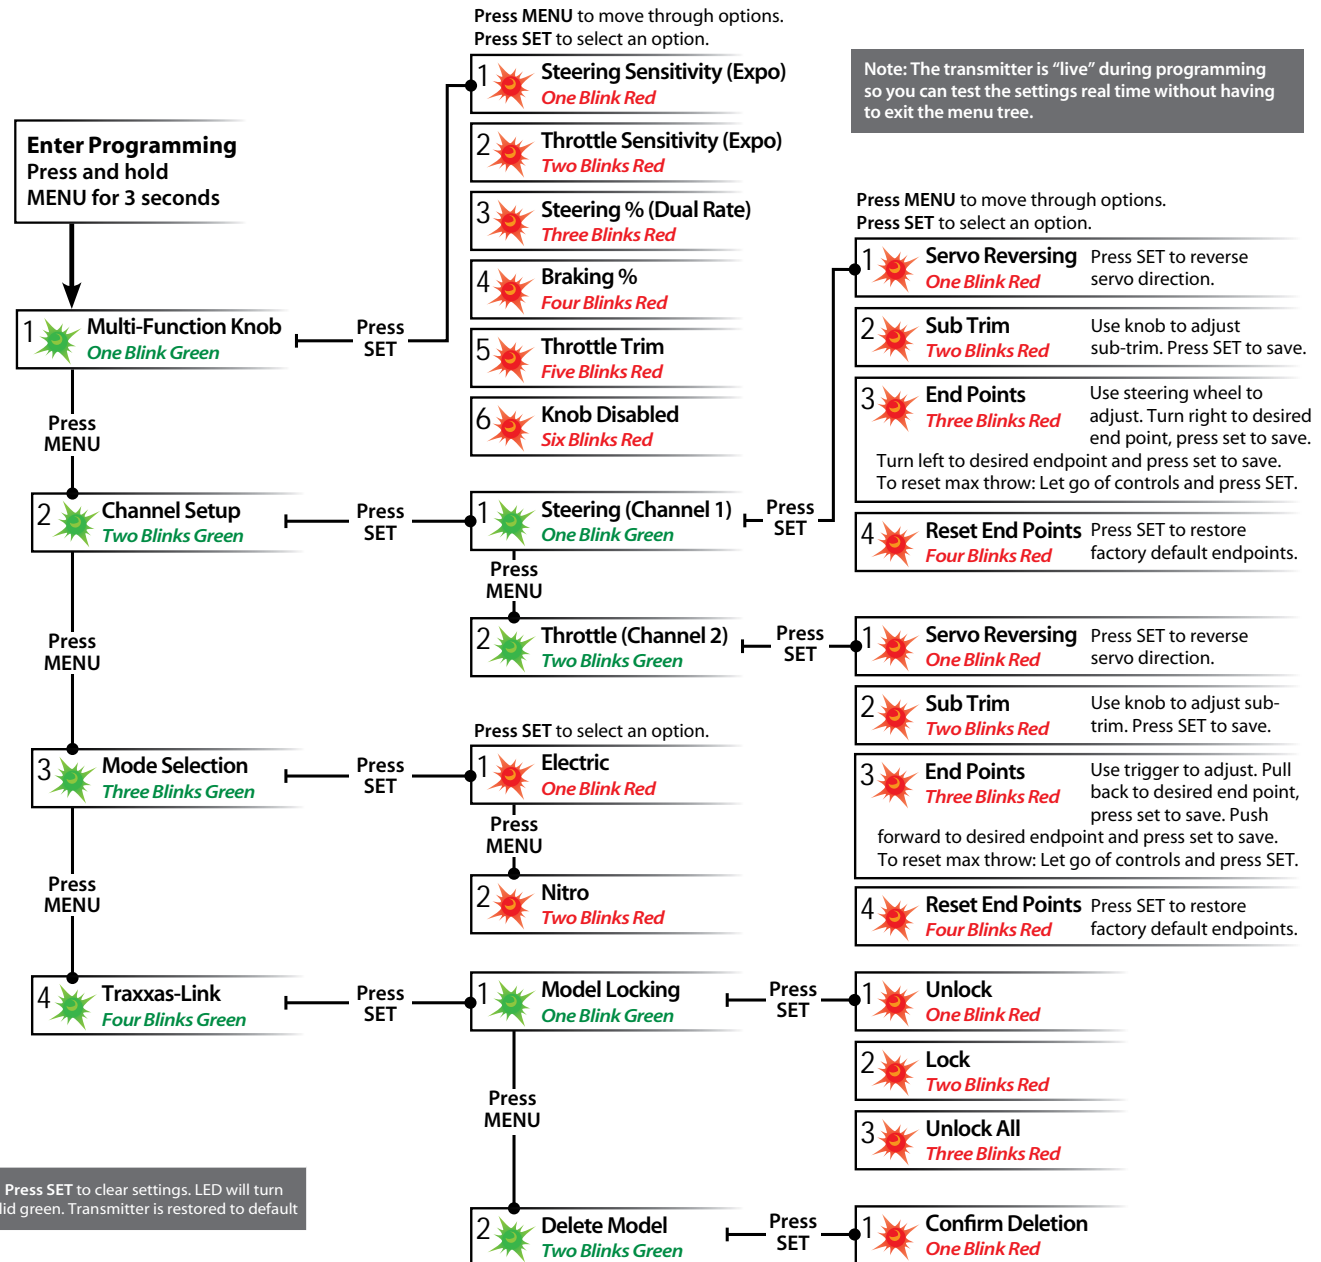 Press MENU to move through options.
Press SET to select an option.
1 Steering Sensitivity (Expo)
One Blink Red
2 Throttle Sensitivity (Expo)
Two Blinks Red
3 Steering % (Dual Rate)
Three Blinks Red
4 Braking %
Four Blinks Red
5 Throttle Trim
Five Blinks Red
6 Knob Disabled
Six Blinks Red
Note: The transmitter is “live” during programming
so you can test the settings real time without having
to exit the menu tree.
Enter Programming
Press and hold
MENU for 3 seconds
1 Multi-Function Knob
One Blink Green
Press
SET
Press
MENU
2 Channel Setup
Two Blinks Green
Press
SET
1 Steering (Channel 1)
One Blink Green
Press
SET
Press
MENU
2 Throttle (Channel 2)
Two Blinks Green
Press
SET
Press MENU to move through options.
Press SET to select an option.
1 Servo Reversing
One Blink Red
Press SET to reverse
servo direction.
2 Sub Trim
Two Blinks Red
Use knob to adjust
sub-trim. Press SET to save.
3 End Points
Three Blinks Red
Use steering wheel to
adjust. Turn right to desired
end point, press set to save.
Turn left to desired endpoint and press set to save.
To reset max throw: Let go of controls and press SET.
4 Reset End Points
Four Blinks Red
Press SET to restore
factory default endpoints.
1 Servo Reversing
One Blink Red
Press SET to reverse
servo direction.
2 Sub Trim
Two Blinks Red
Use knob to adjust sub-
trim. Press SET to save.
3 End Points
Three Blinks Red
Use trigger to adjust. Pull
back to desired end point,
press set to save. Push
forward to desired endpoint and press set to save.
To reset max throw: Let go of controls and press SET.
4 Reset End Points
Four Blinks Red
Press SET to restore
factory default endpoints.
Press
MENU
3 Mode Selection
Three Blinks Green
Press
SET
Press SET to select an option.
1 Electric
One Blink Red
Press
MENU
2 Nitro
Two Blinks Red
Press
MENU
4 Traxxas-Link
Four Blinks Green
Press
SET
1 Model Locking
One Blink Green
Press
SET
1 Unlock
One Blink Red
2 Lock
Two Blinks Red
3 Unlock All
Three Blinks Red
Press
MENU
2 Delete Model
Two Blinks Green
Press
SET
1 Confirm Deletion
One Blink Red
Press SET to clear settings. LED will turn
lid green. Transmitter is restored to default